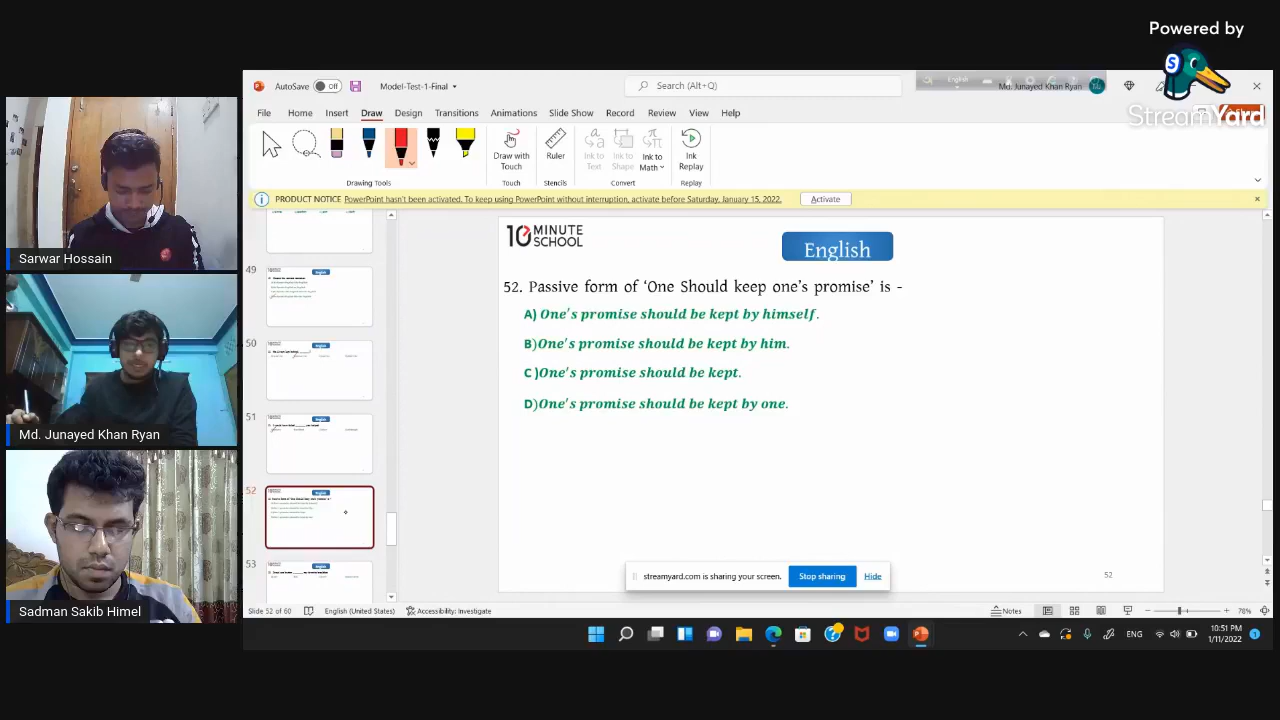 Powered by
StreamYard
AutoSave Off Model-Test-1-Final Search (Alt+Q) English Md. Junayed Khan Ryan
File Home Insert Draw Design Transitions Animations Slide Show Record Review View Help
Draw with Touch Ruler Ink to Text Ink to Shape Ink to Math Ink Replay
Drawing Tools Touch Stencils Convert Replay
PRODUCT NOTICE PowerPoint hasn't been activated. To keep using PowerPoint without interruption, activate before Saturday, January 15, 2022. Activate
49
50
51
52
53
10 MINUTE SCHOOL
English
52. Passive form of ‘One Should keep one’s promise’ is -
A) One's promise should be kept by himself.
B)One's promise should be kept by him.
C )One's promise should be kept.
D)One's promise should be kept by one.
52
streamyard.com is sharing your screen. Stop sharing Hide
Slide 52 of 60 English (United States) Accessibility: Investigate Notes 78%
ENG 10:51 PM
1/11/2022
Sarwar Hossain
Md. Junayed Khan Ryan
Sadman Sakib Himel